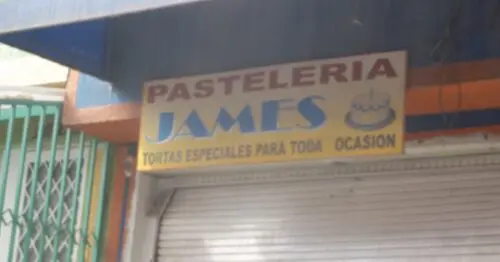 PASTELERIA
JAMES
TORTAS ESPECIALES PARA TODA OCASION